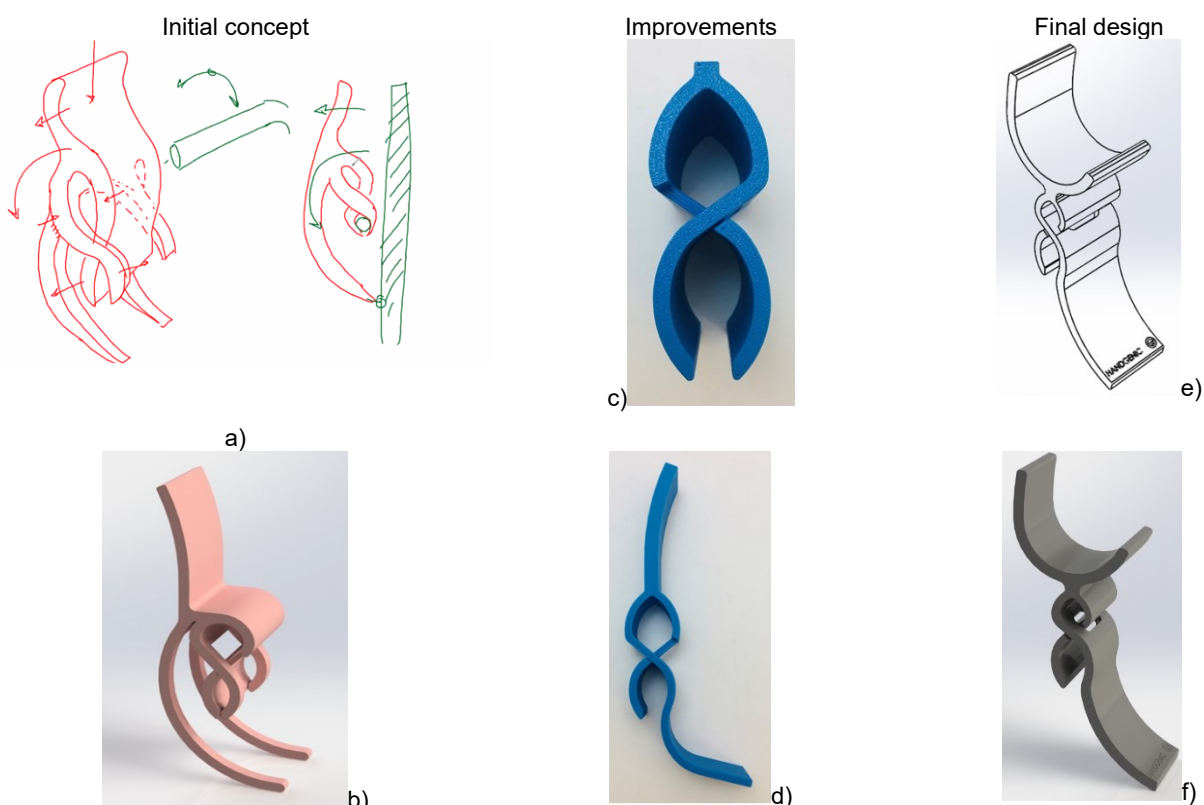 Initial concept
Improvements
Final design
HANDGENIC
a)
b)
c)
d)
e)
f)